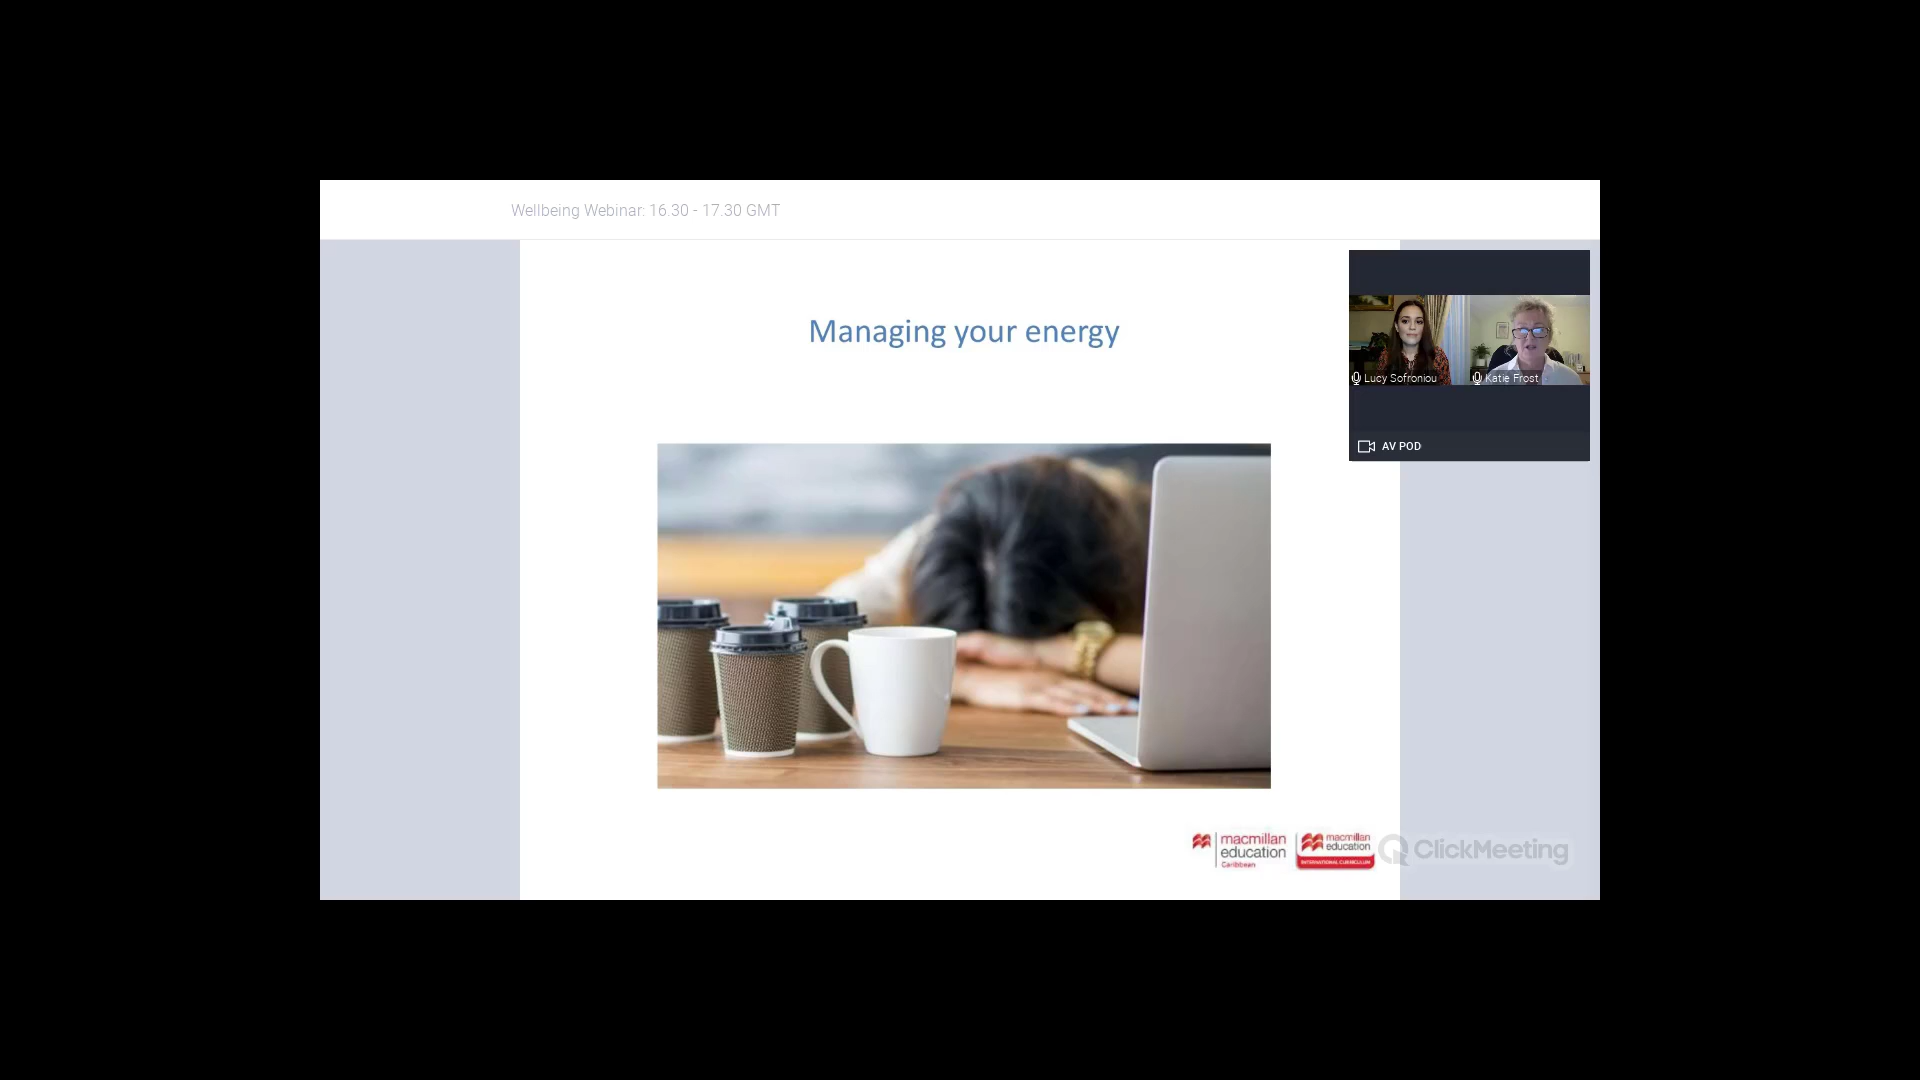 Wellbeing Webinar: 16.30 - 17.30 GMT
Managing your energy
Lucy Sofroniou
Katie Frost
AV POD
macmillan
education
Caribbean
macmillan
education
INTERNATIONAL CURRICULUM
ClickMeeting